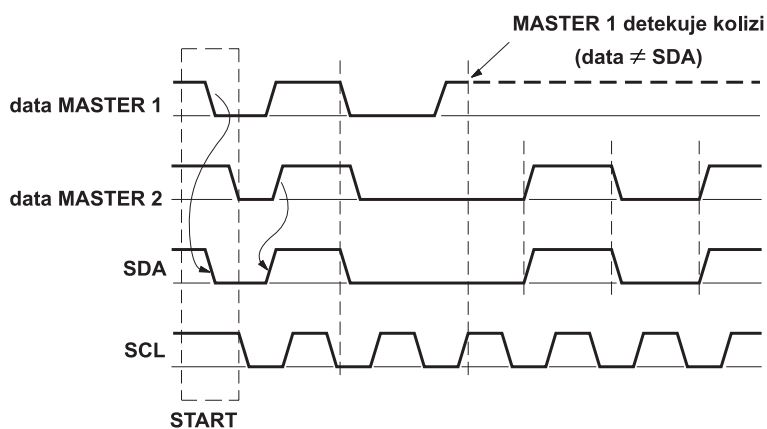 MASTER 1 detekuje kolizi
(data ≠ SDA)
data MASTER 1
data MASTER 2
SDA
SCL
START